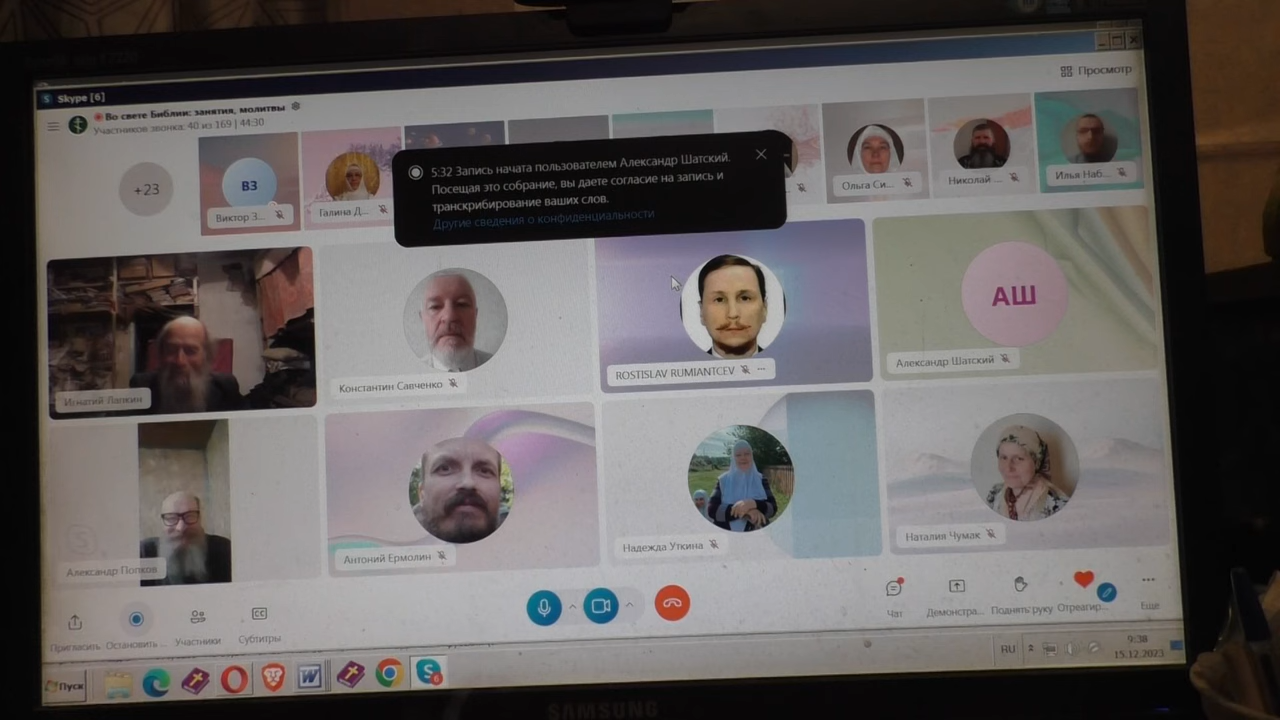 Skype [6]
Во свете Библии: занятия, молитвы
Участников звонка: 40 из 169 | 44:30
Просмотр
+23
ВЗ
Виктор З...
Галина Д...
5:32 Запись начата пользователем Александр Шатский.
Посещая это собрание, вы даете согласие на запись и
транскрибирование ваших слов.
Другие сведения о конфиденциальности
Ольга Си...
Николай ...
Илья Наб...
Игнатий Лапкин
Константин Савченко
ROSTISLAV RUMIANTCEV
АШ
Александр Шатский
Александр Попков
Антоний Ермолин
Надежда Уткина
Наталия Чумак
Пригласить
Остановить ...
Участники
CC
Субтитры
Чат
Демонстра...
Поднять руку
Отреагир...
Еще
Пуск
W
S
6
RU
9:38
15.12.2023
SAMSUNG